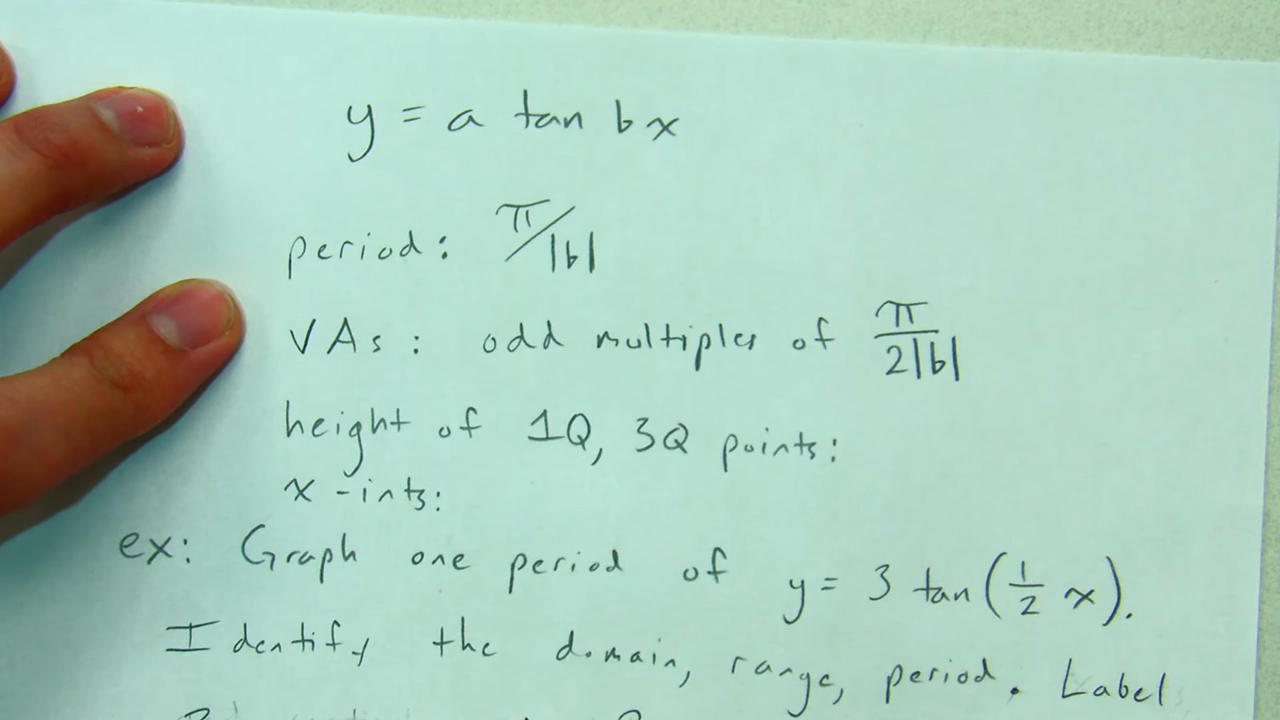 y = a tan bx
period: π/|b|
VAs: odd multiples of π/2|b|
height of 1Q, 3Q points:
x-ints:
ex: Graph one period of y = 3 tan(1/2 x).
Identify the domain, range, period. Label